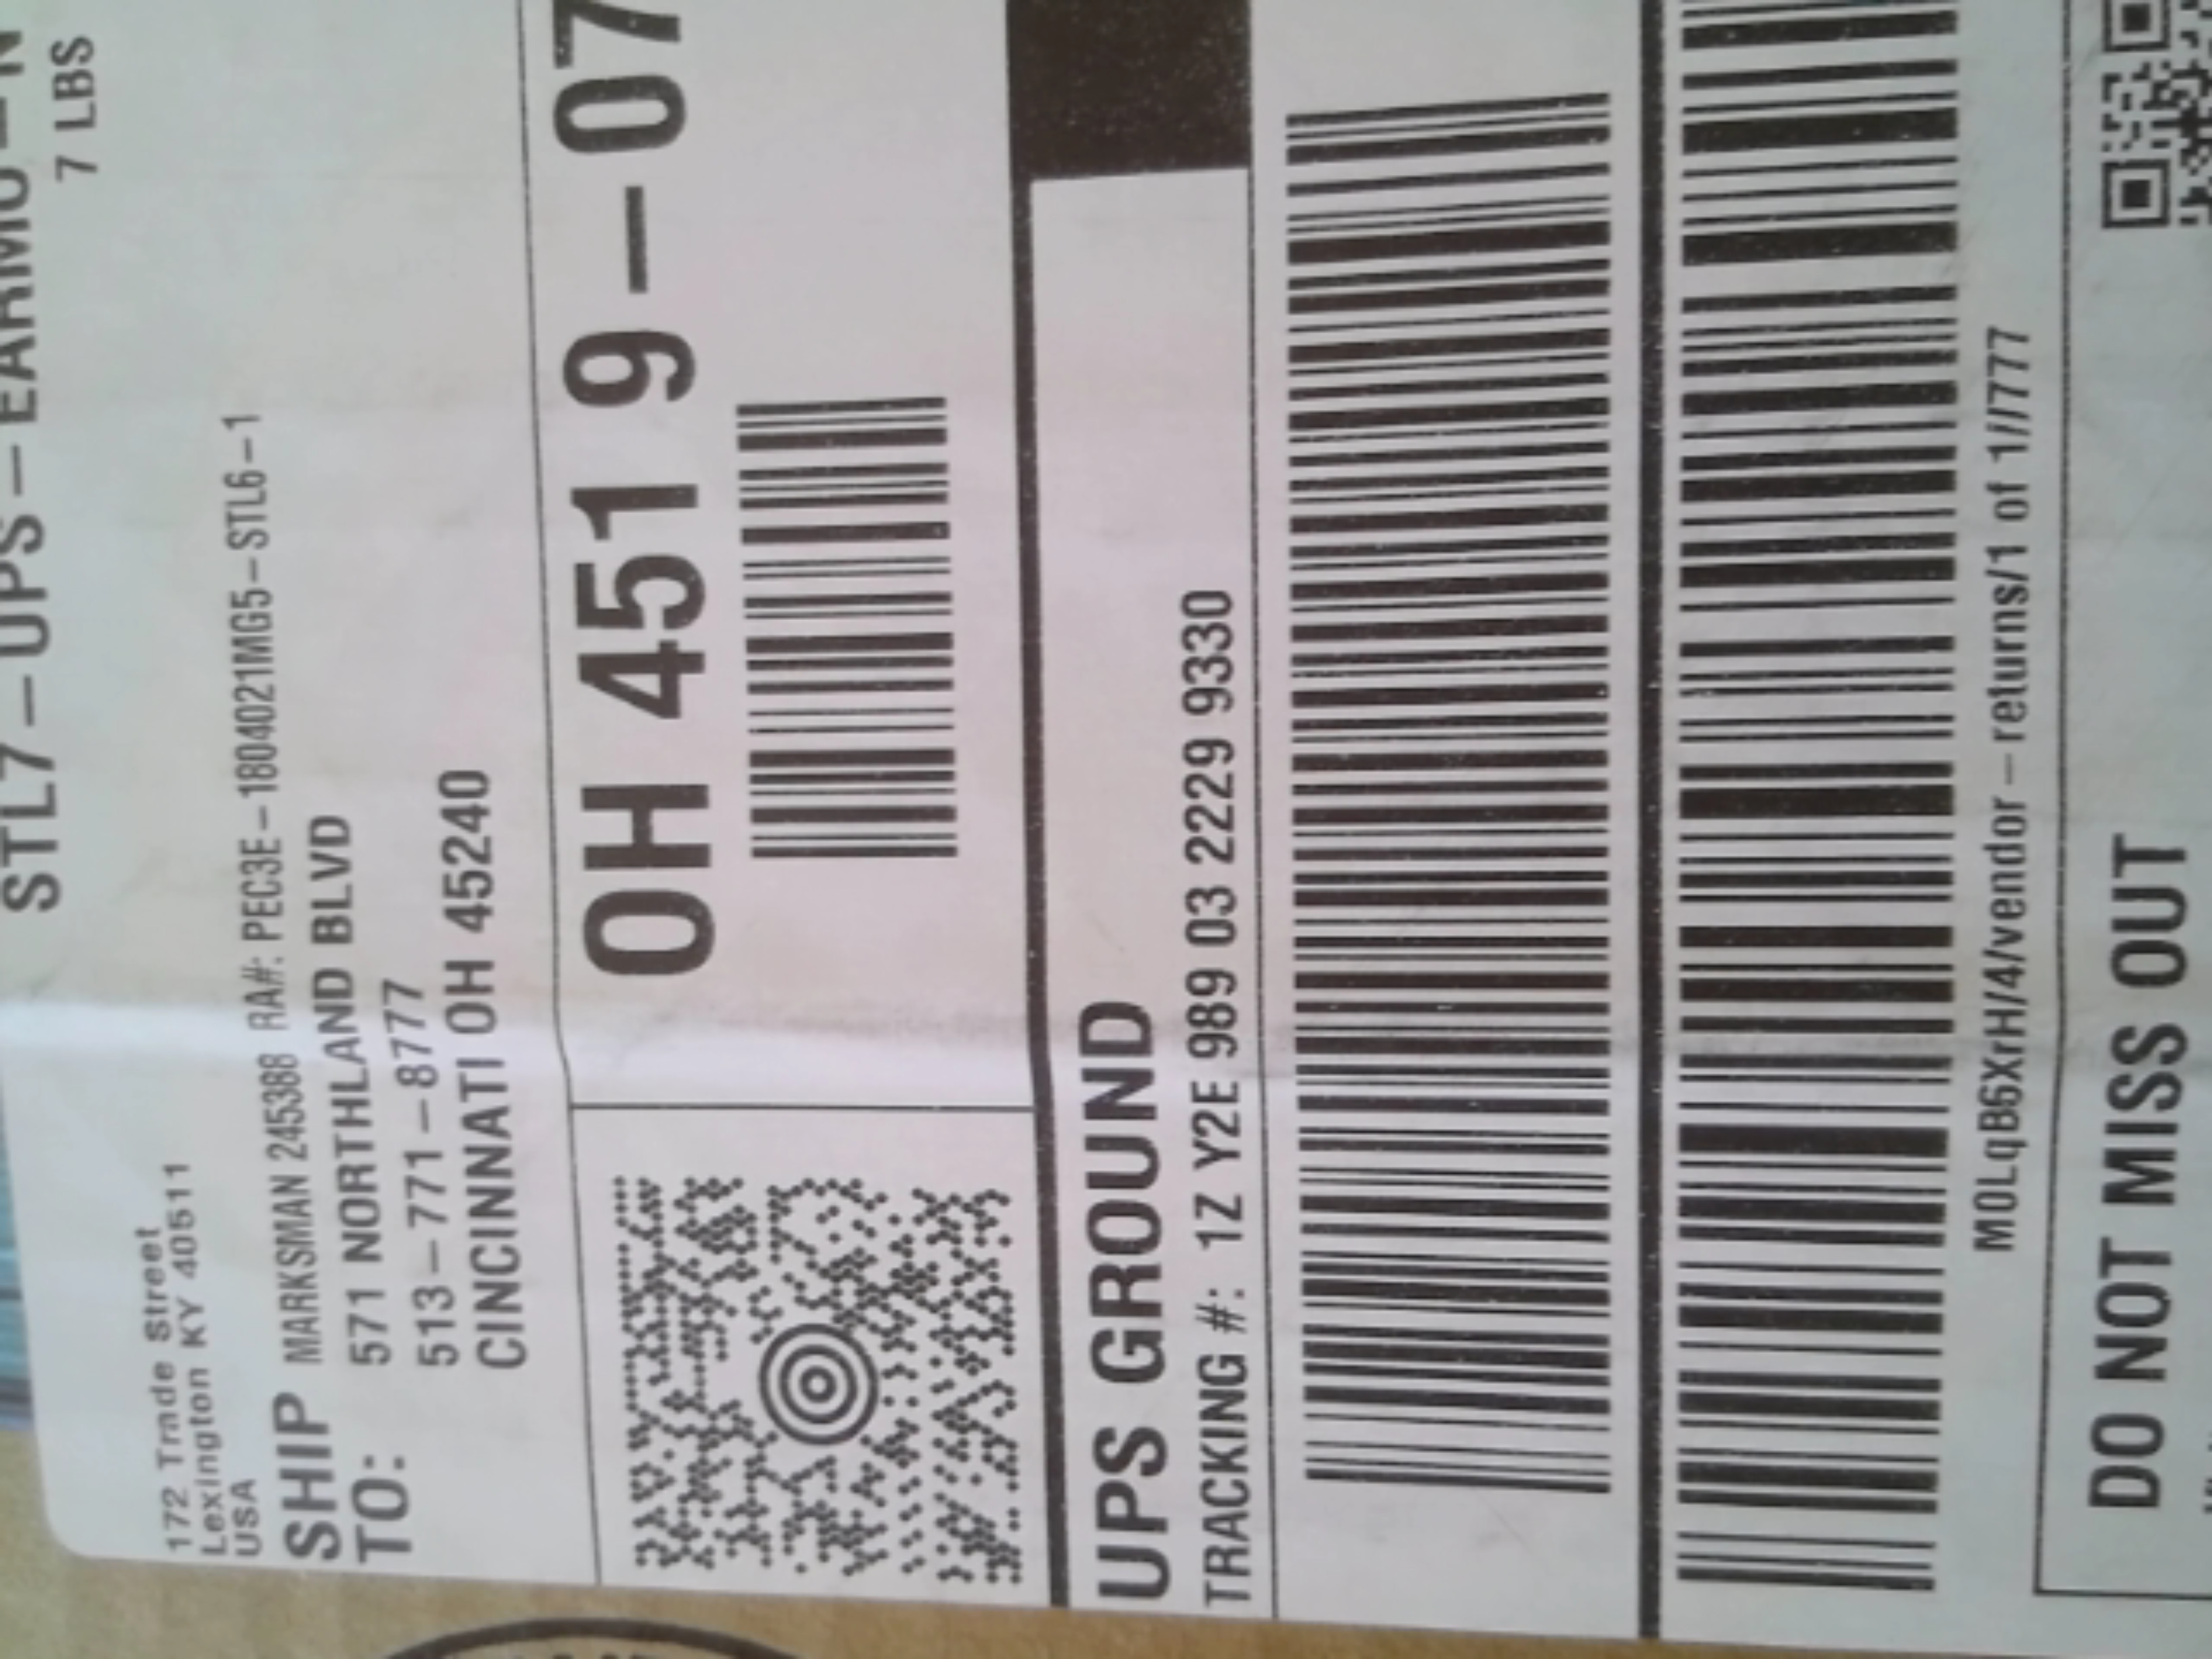 STL7-UPS-EARMU-N
7 LBS
172 Trade Street
Lexington KY 40511
USA
SHIP TO:
MARKSMAN 245388 RA#: PEC3E-1804021MG5-STL6-1
571 NORTHLAND BLVD
513-771-8777
CINCINNATI OH 45240
OH 451 9-07
UPS GROUND
TRACKING #: 1Z Y2E 989 03 2229 9330
M0LqB6XrH/4/vendor-returns/1 of 1//777
DO NOT MISS OUT